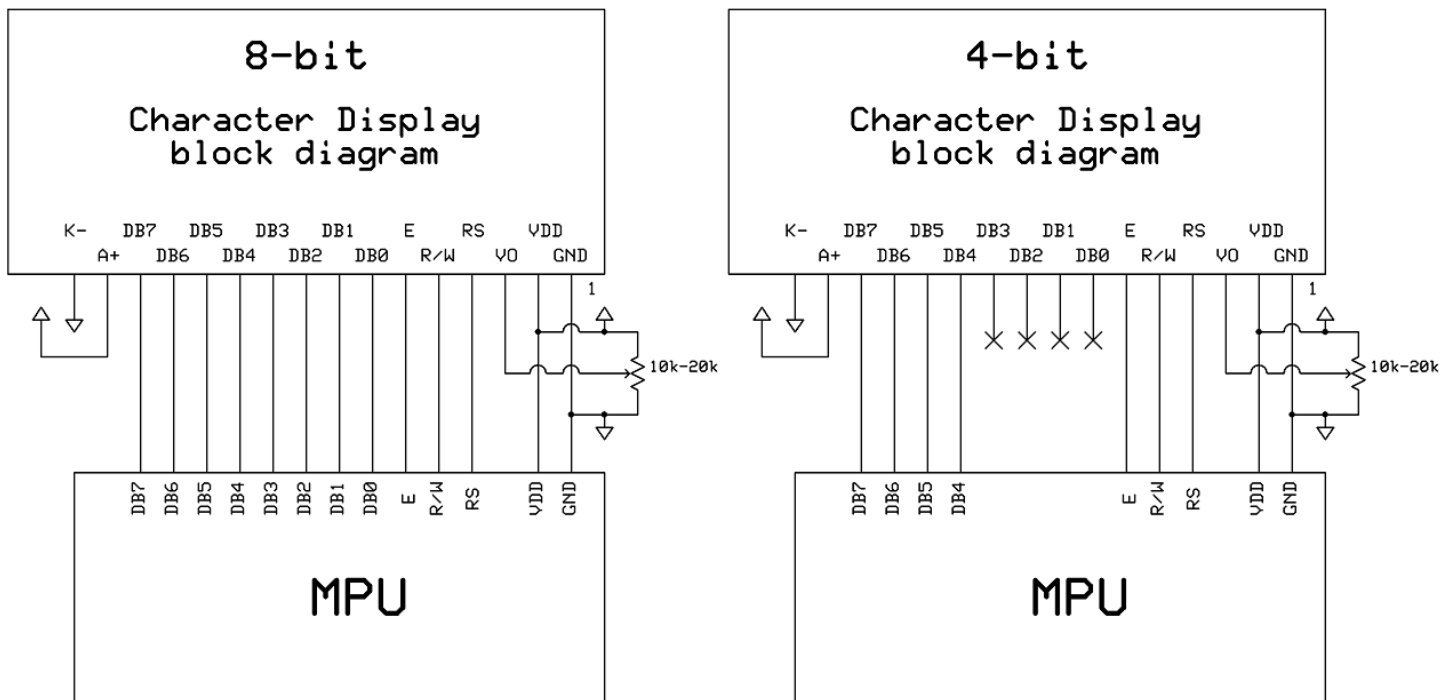 8-bit
Character Display
block diagram
K- DB7 DB5 DB3 DB1 E RS VDD
A+ DB6 DB4 DB2 DB0 R/W VO GND
1
10k-20k
DB7 DB6 DB5 DB4 DB3 DB2 DB1 DB0 E R/W RS VDD GND
MPU
4-bit
Character Display
block diagram
K- DB7 DB5 DB3 DB1 E RS VDD
A+ DB6 DB4 DB2 DB0 R/W VO GND
1
10k-20k
DB7 DB6 DB5 DB4 E R/W RS VDD GND
MPU